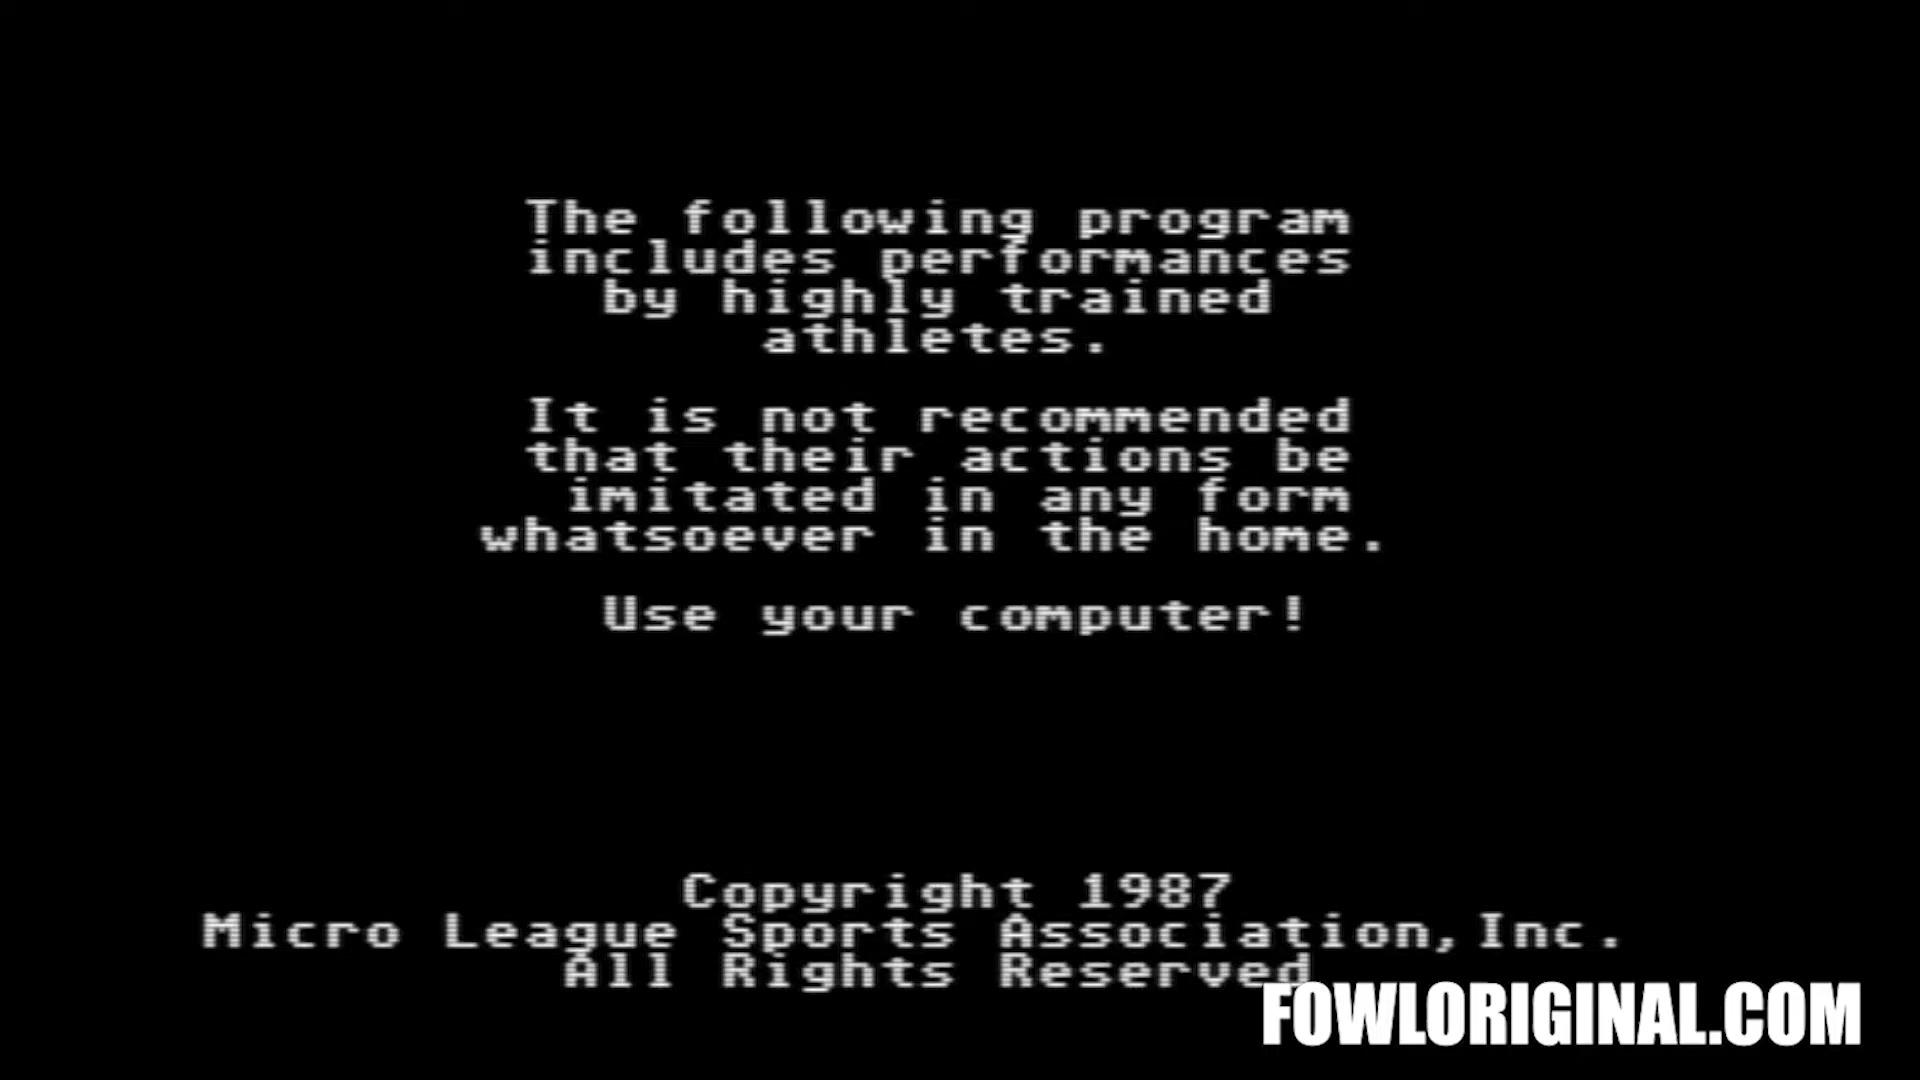 The following program
includes performances
by highly trained
athletes.
It is not recommended
that their actions be
imitated in any form
whatsoever in the home.
Use your computer!
Copyright 1987
Micro League Sports Association,Inc.
All Rights Reserved
FOWLORIGINAL.COM